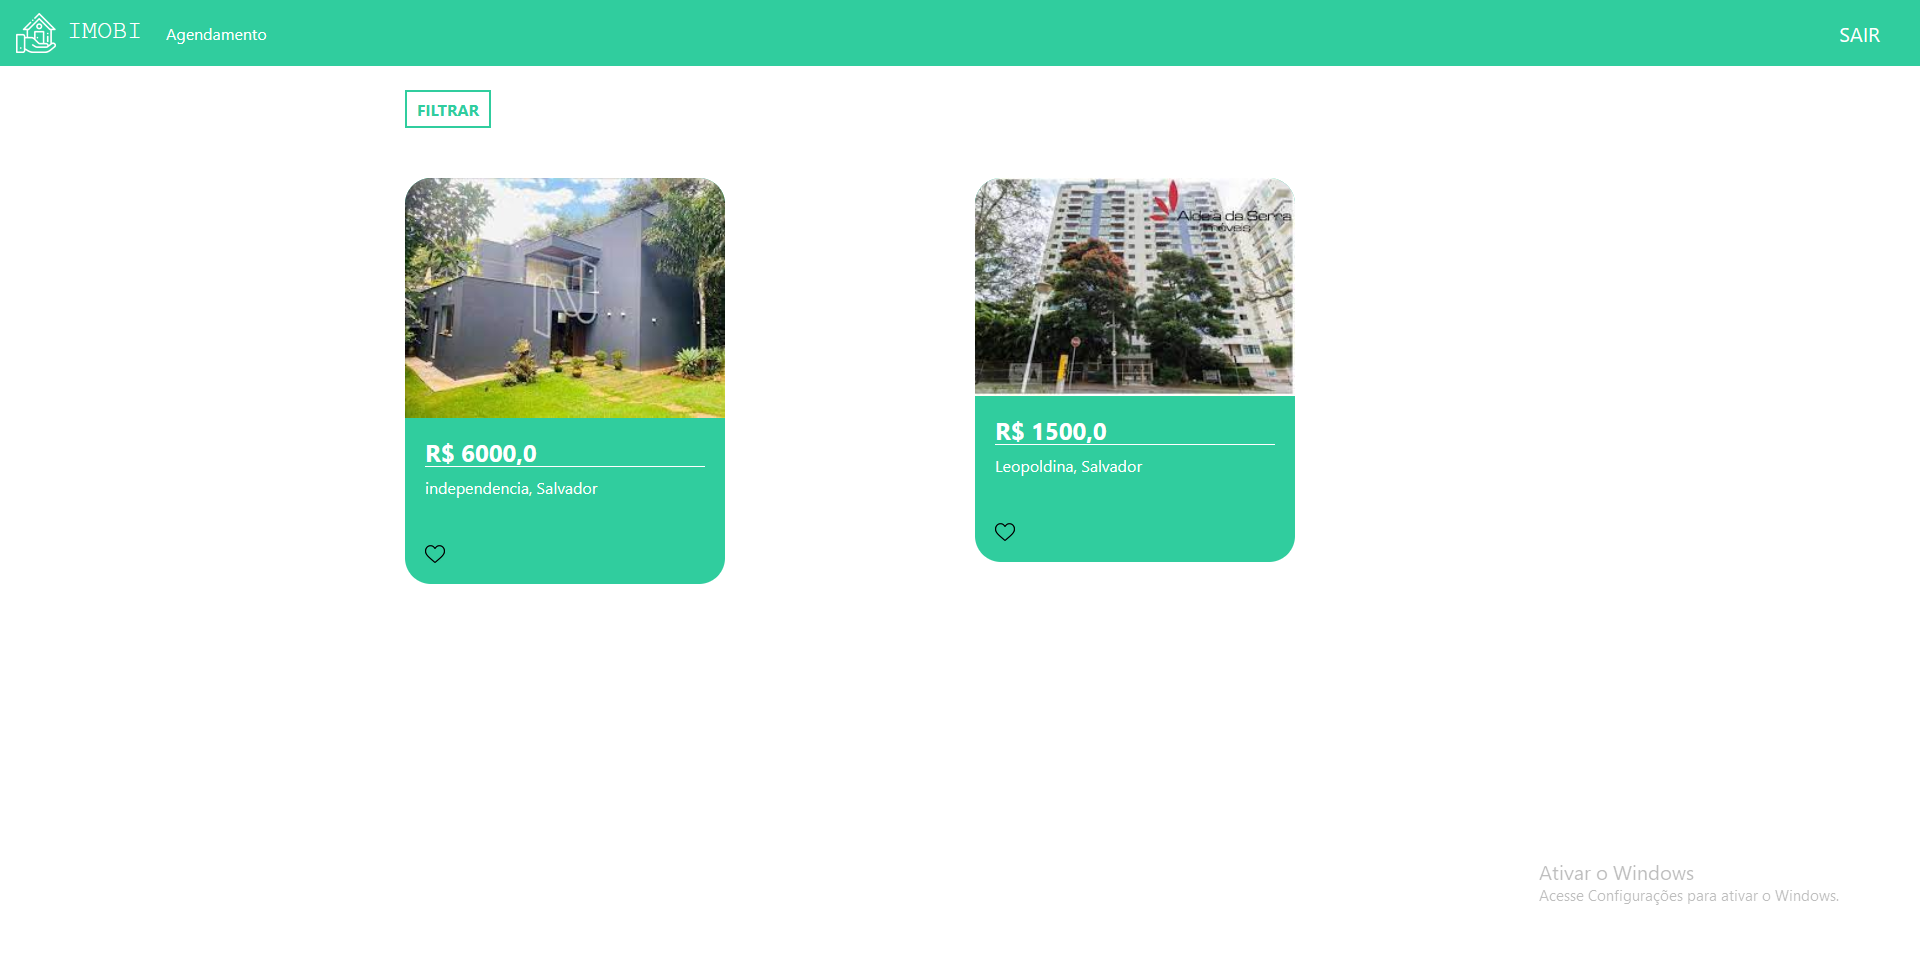 IMOBI
Agendamento
SAIR
FILTRAR
Aldeia da Serra
imóveis
R$ 6000,0
independencia, Salvador
R$ 1500,0
Leopoldina, Salvador
Ativar o Windows
Acesse Configurações para ativar o Windows.